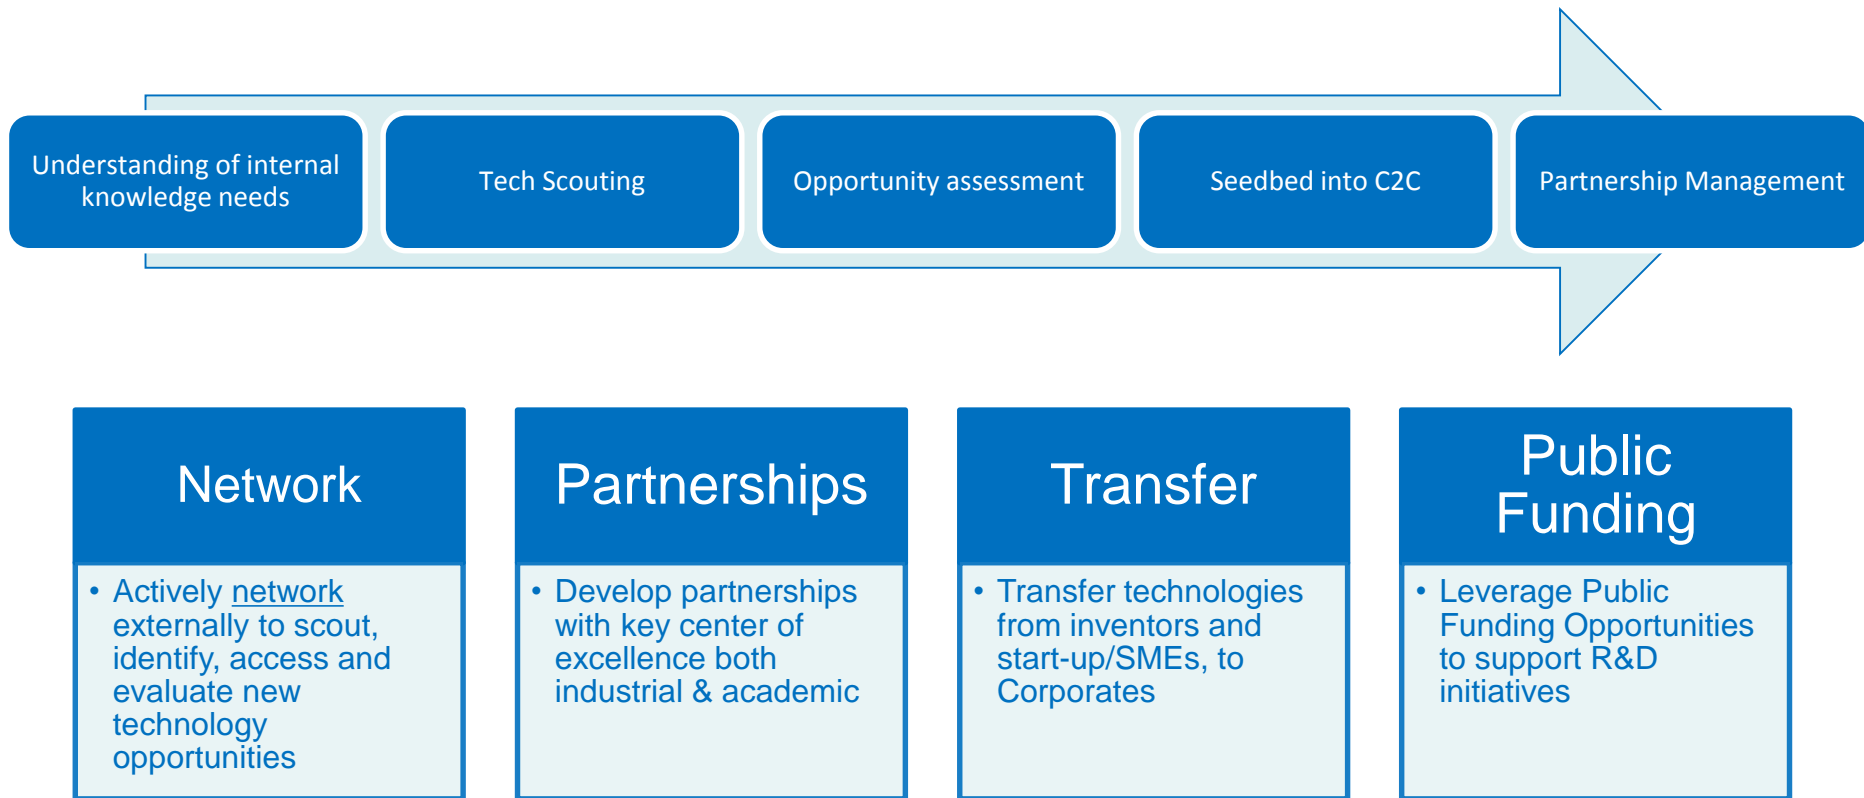 Understanding of internal
knowledge needs
Tech Scouting
Opportunity assessment
Seedbed into C2C
Partnership Management
Network
• Actively network
externally to scout,
identify, access and
evaluate new
technology
opportunities
Partnerships
• Develop partnerships
with key center of
excellence both
industrial & academic
Transfer
• Transfer technologies
from inventors and
start-up/SMEs, to
Corporates
Public
Funding
• Leverage Public
Funding Opportunities
to support R&D
initiatives